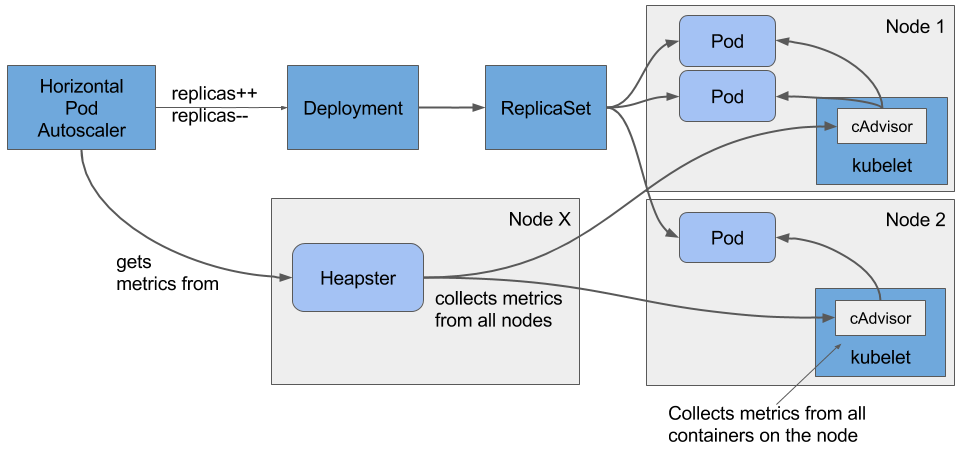 Horizontal
Pod
Autoscaler
replicas++
replicas--
Deployment
ReplicaSet
Node 1
Pod
Pod
cAdvisor
kubelet
gets
metrics from
Node X
Heapster
collects metrics
from all nodes
Node 2
Pod
cAdvisor
kubelet
Collects metrics from all
containers on the node